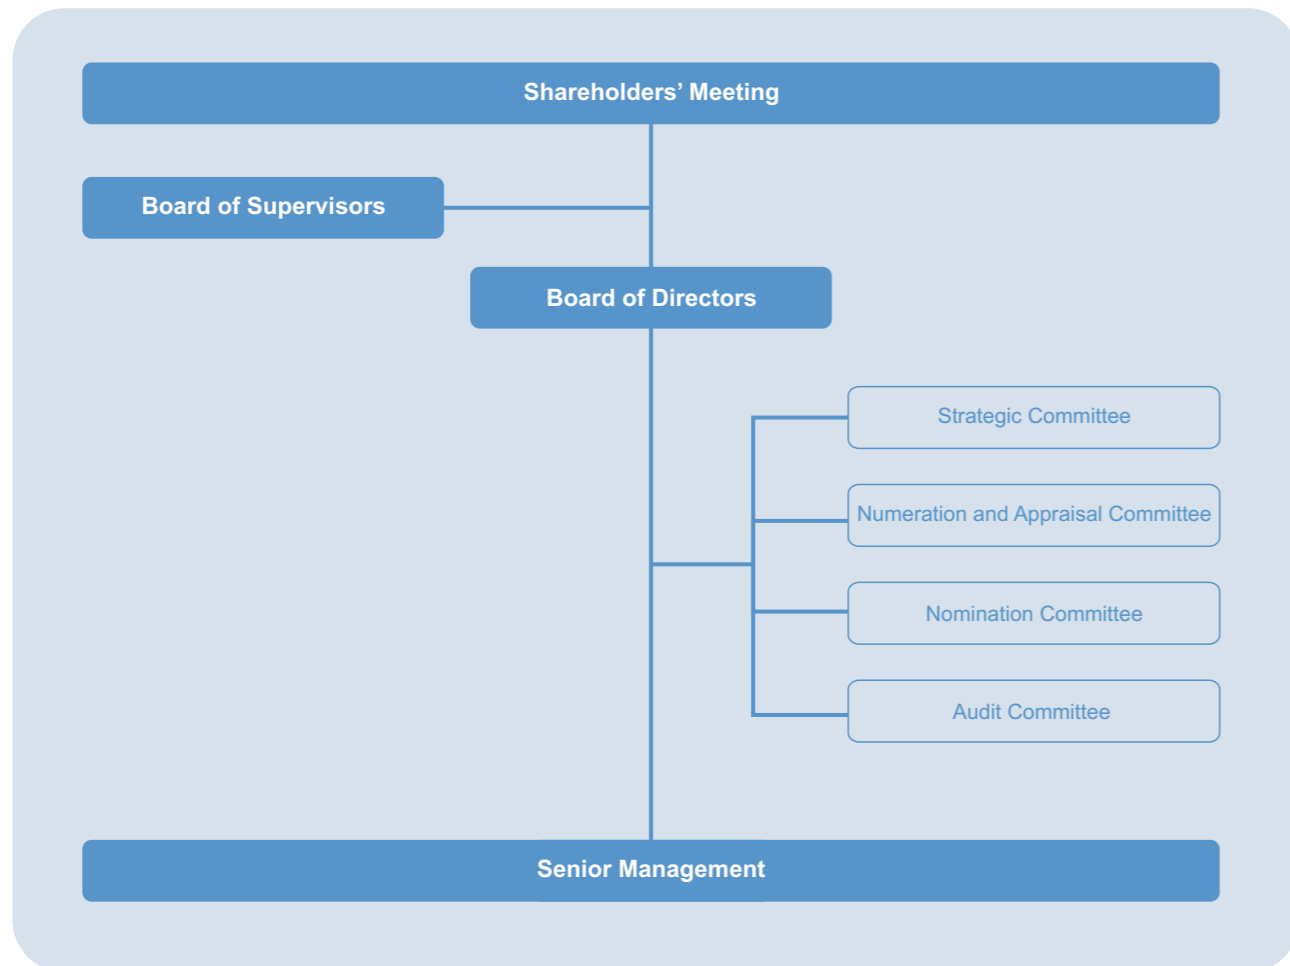 Shareholders’ Meeting
Board of Supervisors
Board of Directors
Strategic Committee
Numeration and Appraisal Committee
Nomination Committee
Audit Committee
Senior Management